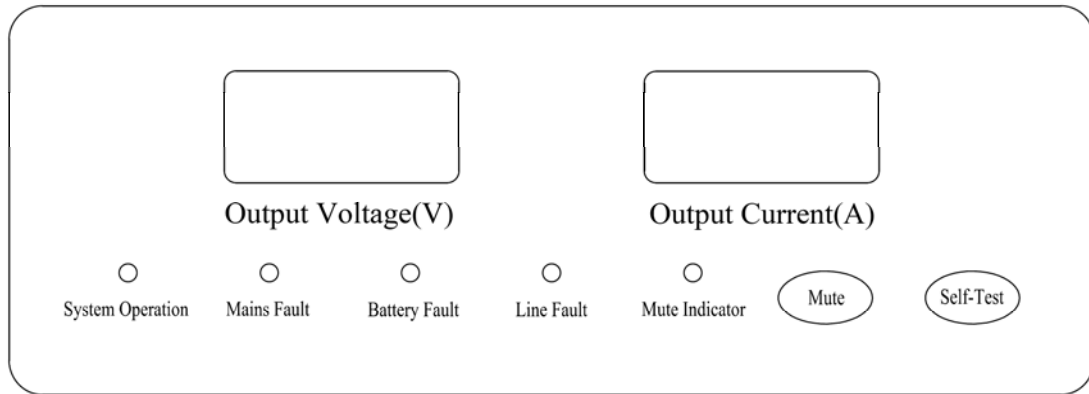 Output Voltage(V)
Output Current(A)
System Operation
Mains Fault
Battery Fault
Line Fault
Mute Indicator
Mute
Self-Test